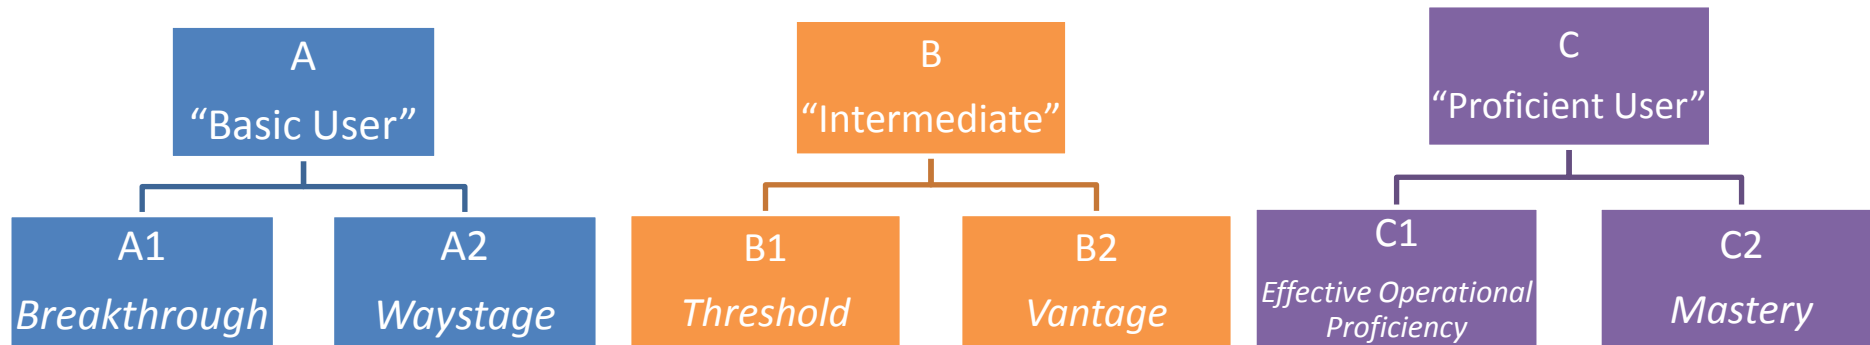 A
“Basic User”
A1
Breakthrough
A2
Waystage
B
“Intermediate”
B1
Threshold
B2
Vantage
C
“Proficient User”
C1
Effective Operational
Proficiency
C2
Mastery